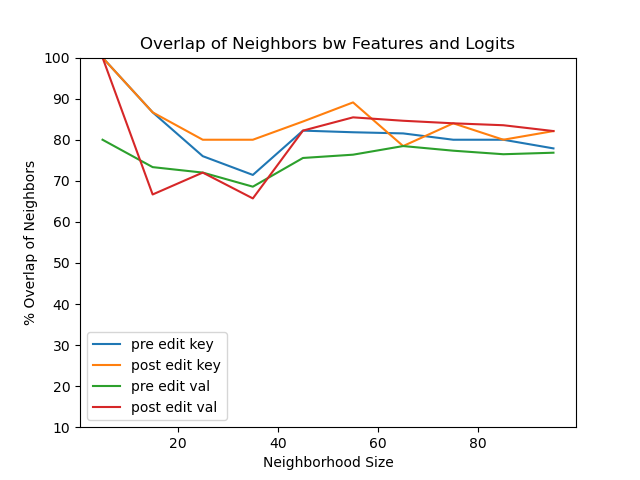 Overlap of Neighbors bw Features and Logits
100
90
80
70
60
50
40
30
20
10
% Overlap of Neighbors
pre edit key
post edit key
pre edit val
post edit val
20 40 60 80
Neighborhood Size